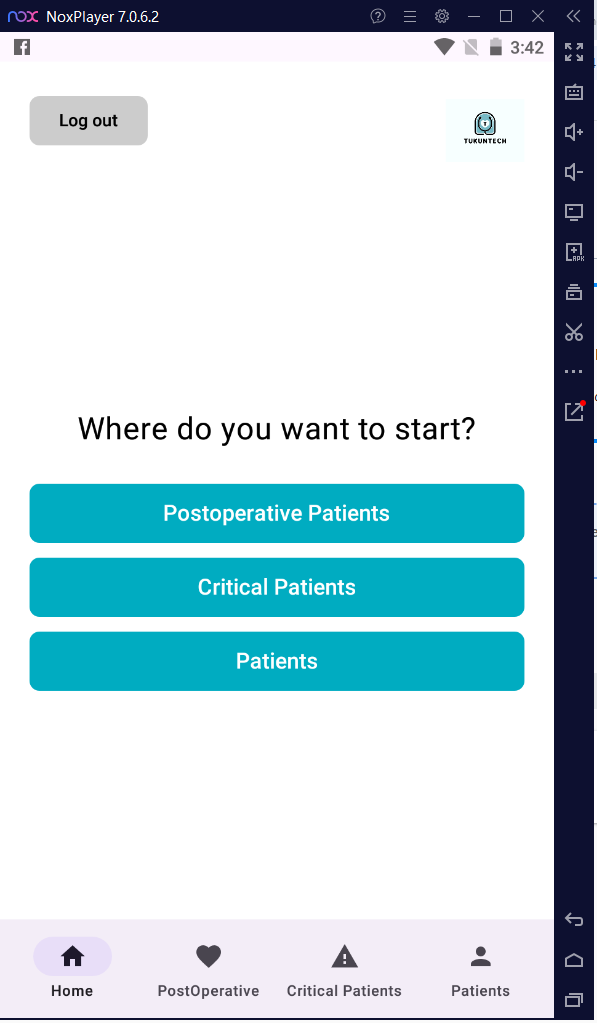 NoxPlayer 7.0.6.2
3:42
Log out
TUKUNTECH
Where do you want to start?
Postoperative Patients
Critical Patients
Patients
Home
PostOperative
Critical Patients
Patients
APK